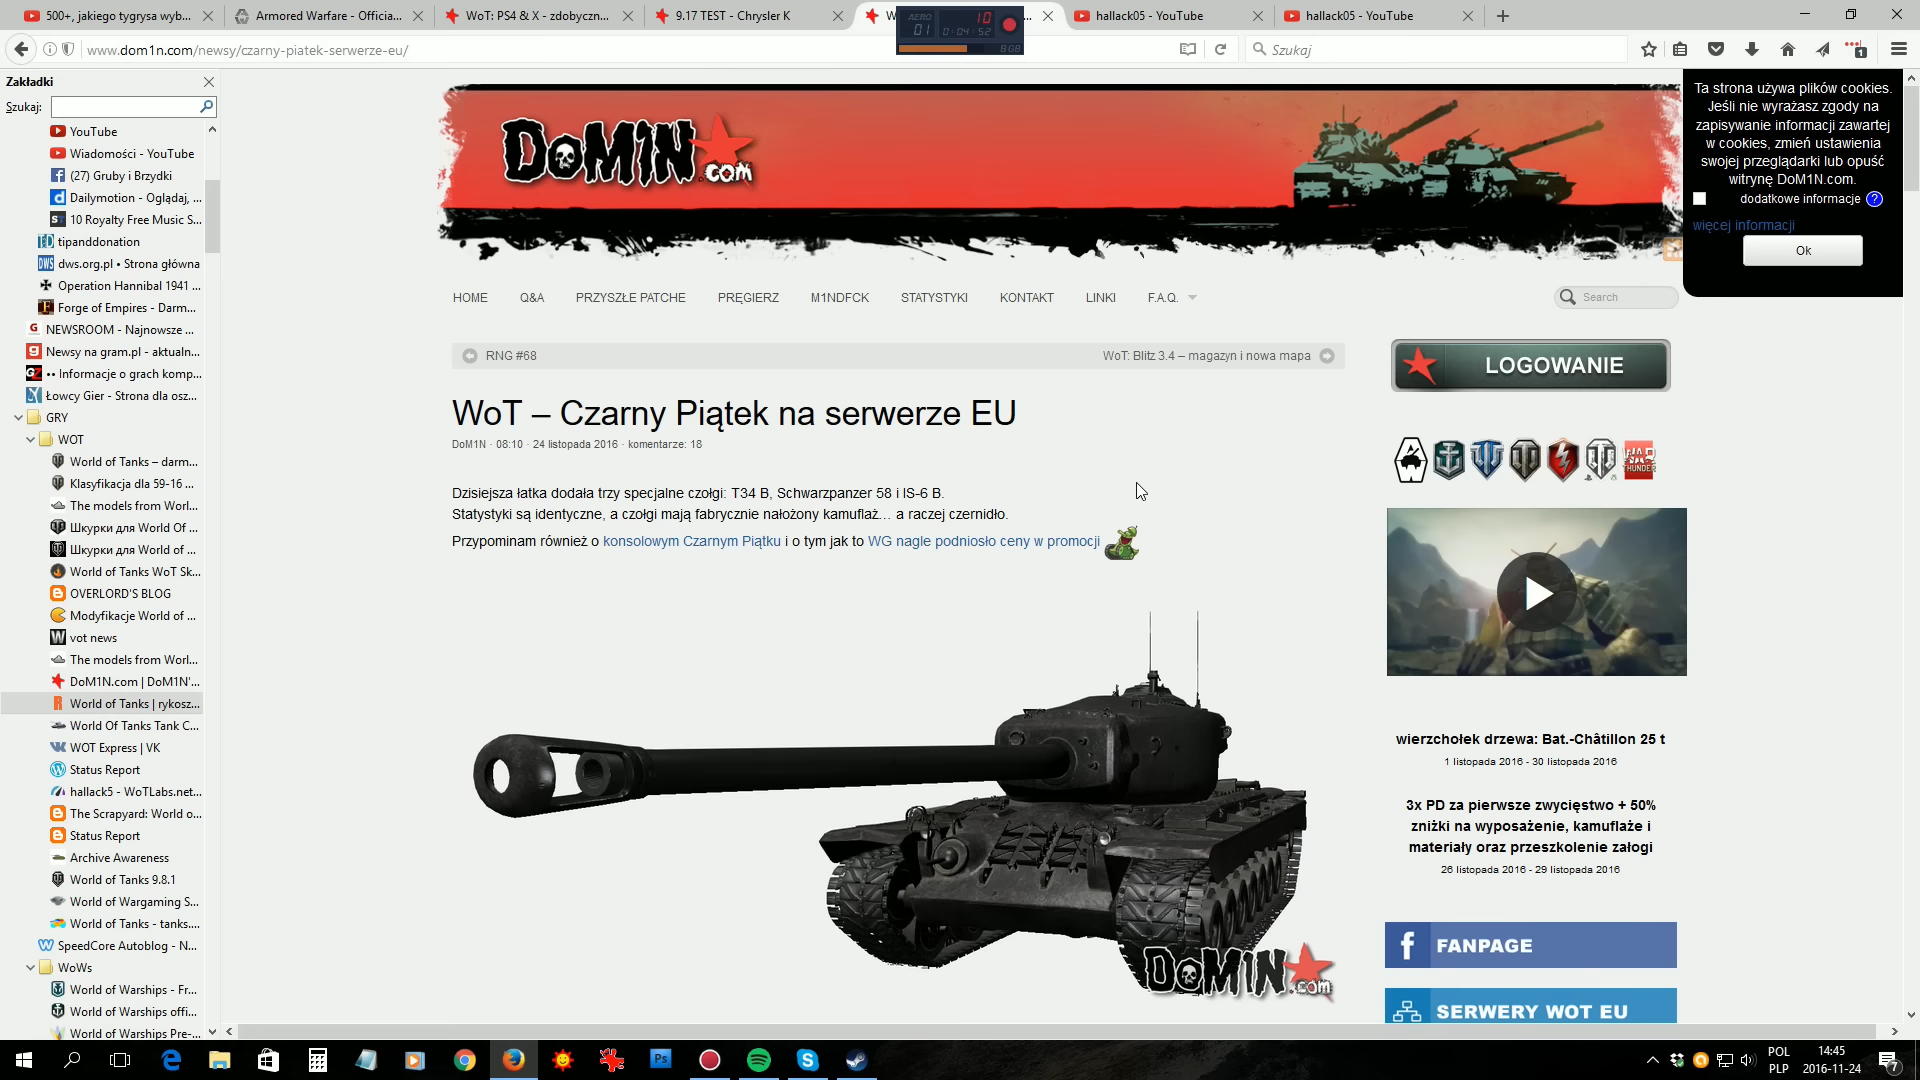 500+, jakiego tygrysa wyb...
Armored Warfare - Officia...
WoT: PS4 & X - zdobyczn...
9.17 TEST - Chrysler K
hallack05 - YouTube
hallack05 - YouTube
AERO
01
10
0:04:52
8GB
www.dom1n.com/newsy/czarny-piatek-serwerze-eu/
Szukaj
Zakładki
Szukaj:
YouTube
Wiadomości - YouTube
(27) Gruby i Brzydki
Dailymotion - Oglądaj, ...
10 Royalty Free Music S...
tipanddonation
dws.org.pl • Strona główna
Operation Hannibal 1941 ...
Forge of Empires - Darm...
NEWSROOM - Najnowsze ...
Newsy na gram.pl - aktualn...
•• Informacje o grach komp...
Łowcy Gier - Strona dla osz...
GRY
WOT
World of Tanks – darm...
Klasyfikacja dla 59-16 ...
The models from Worl...
Шкурки для World Of ...
Шкурки для World of ...
World of Tanks WoT Sk...
OVERLORD'S BLOG
Modyfikacje World of ...
vot news
The models from Worl...
DoM1N.com | DoM1N'...
World of Tanks | rykosz...
World Of Tanks Tank C...
WOT Express | VK
Status Report
hallack5 - WoTLabs.net...
The Scrapyard: World o...
Status Report
Archive Awareness
World of Tanks 9.8.1
World of Wargaming S...
World of Tanks - tanks....
SpeedCore Autoblog - N...
WoWs
World of Warships - Fr...
World of Warships offi...
World of Warships Pre-...
DoM1N.com
Ta strona używa plików cookies.
Jeśli nie wyrażasz zgody na
zapisywanie informacji zawartej
w cookies, zmień ustawienia
swojej przeglądarki lub opuść
witrynę DoM1N.com.
dodatkowe informacje ?
więcej informacji
Ok
HOME
Q&A
PRZYSZŁE PATCHE
PRĘGIERZ
M1NDFCK
STATYSTYKI
KONTAKT
LINKI
F.A.Q.
Search
RNG #68
WoT: Blitz 3.4 – magazyn i nowa mapa
WoT – Czarny Piątek na serwerze EU
DoM1N · 08:10 · 24 listopada 2016 · komentarze: 18
Dzisiejsza łatka dodała trzy specjalne czołgi: T34 B, Schwarzpanzer 58 i IS-6 B.
Statystyki są identyczne, a czołgi mają fabrycznie nałożony kamuflaż… a raczej czernidło.
Przypominam również o konsolowym Czarnym Piątku i o tym jak to WG nagle podniosło ceny w promocji
DoM1N.com
LOGOWANIE
WAR THUNDER
wierzchołek drzewa: Bat.-Châtillon 25 t
1 listopada 2016 - 30 listopada 2016
3x PD za pierwsze zwycięstwo + 50%
zniżki na wyposażenie, kamuflaże i
materiały oraz przeszkolenie załogi
26 listopada 2016 - 29 listopada 2016
FANPAGE
SERWERY WOT EU
Ps
POL
PLP
14:45
2016-11-24
7